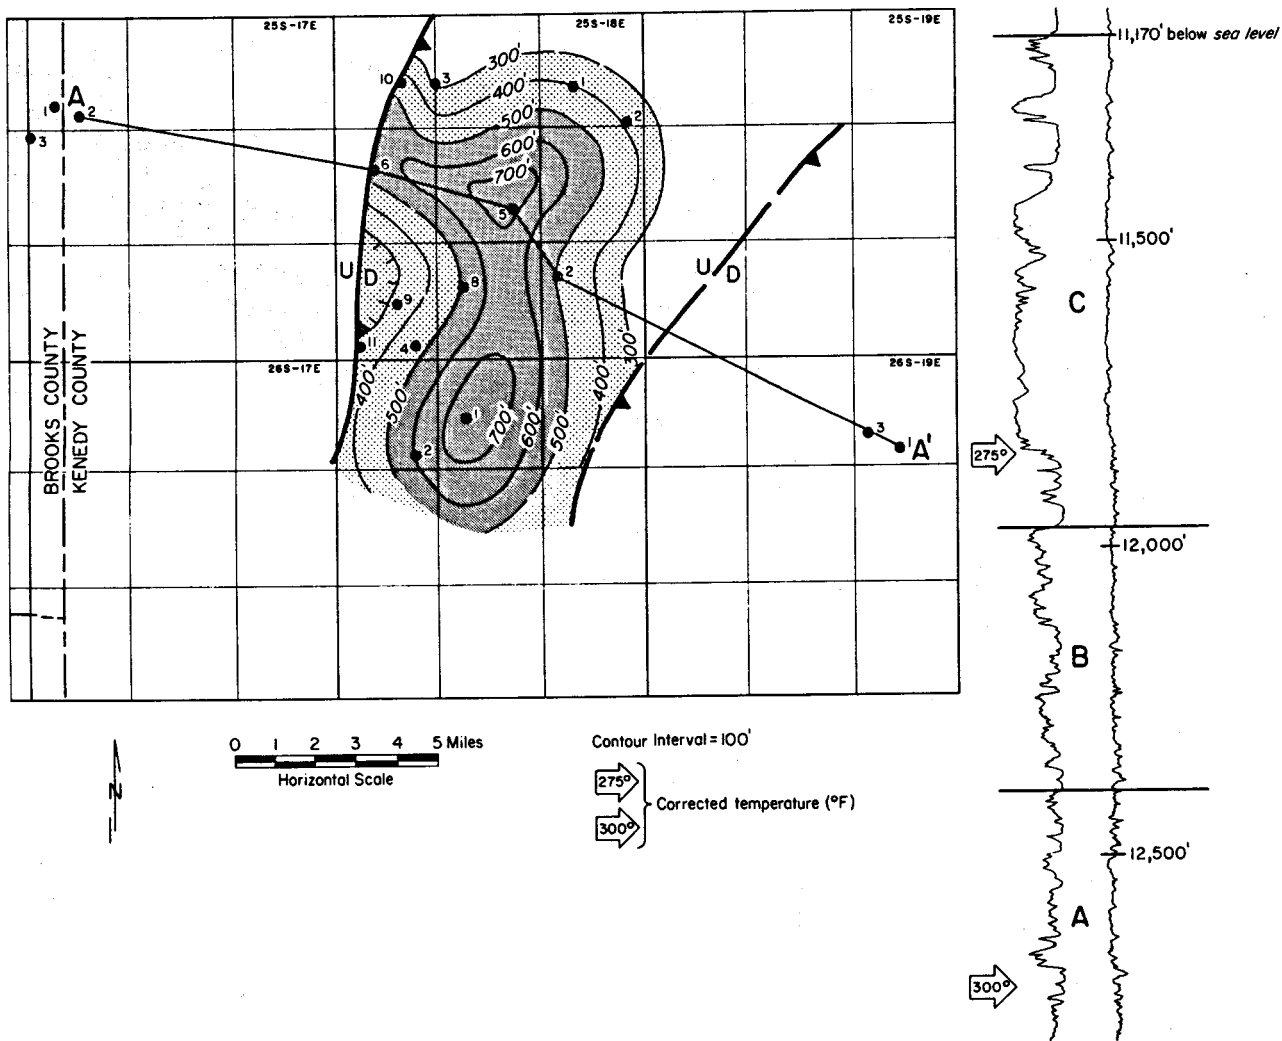 25S-17E
25S-18E
25S-19E
11,170' below sea level
10
3
300'
1
400'
A
1
2
2
500'
3
600'
6
700'
5
11,500'
U
D
2
U
D
8
C
9
11
4
300'
26S-17E
26S-19E
400'
400'
500'
1
700'
600'
500'
3
1
A'
2
BROOKS COUNTY
KENEDY COUNTY
275°
12,000'
B
N
0 1 2 3 4 5 Miles
Horizontal Scale
Contour Interval = 100'
275°
300°
Corrected temperature (°F)
12,500'
A
300°